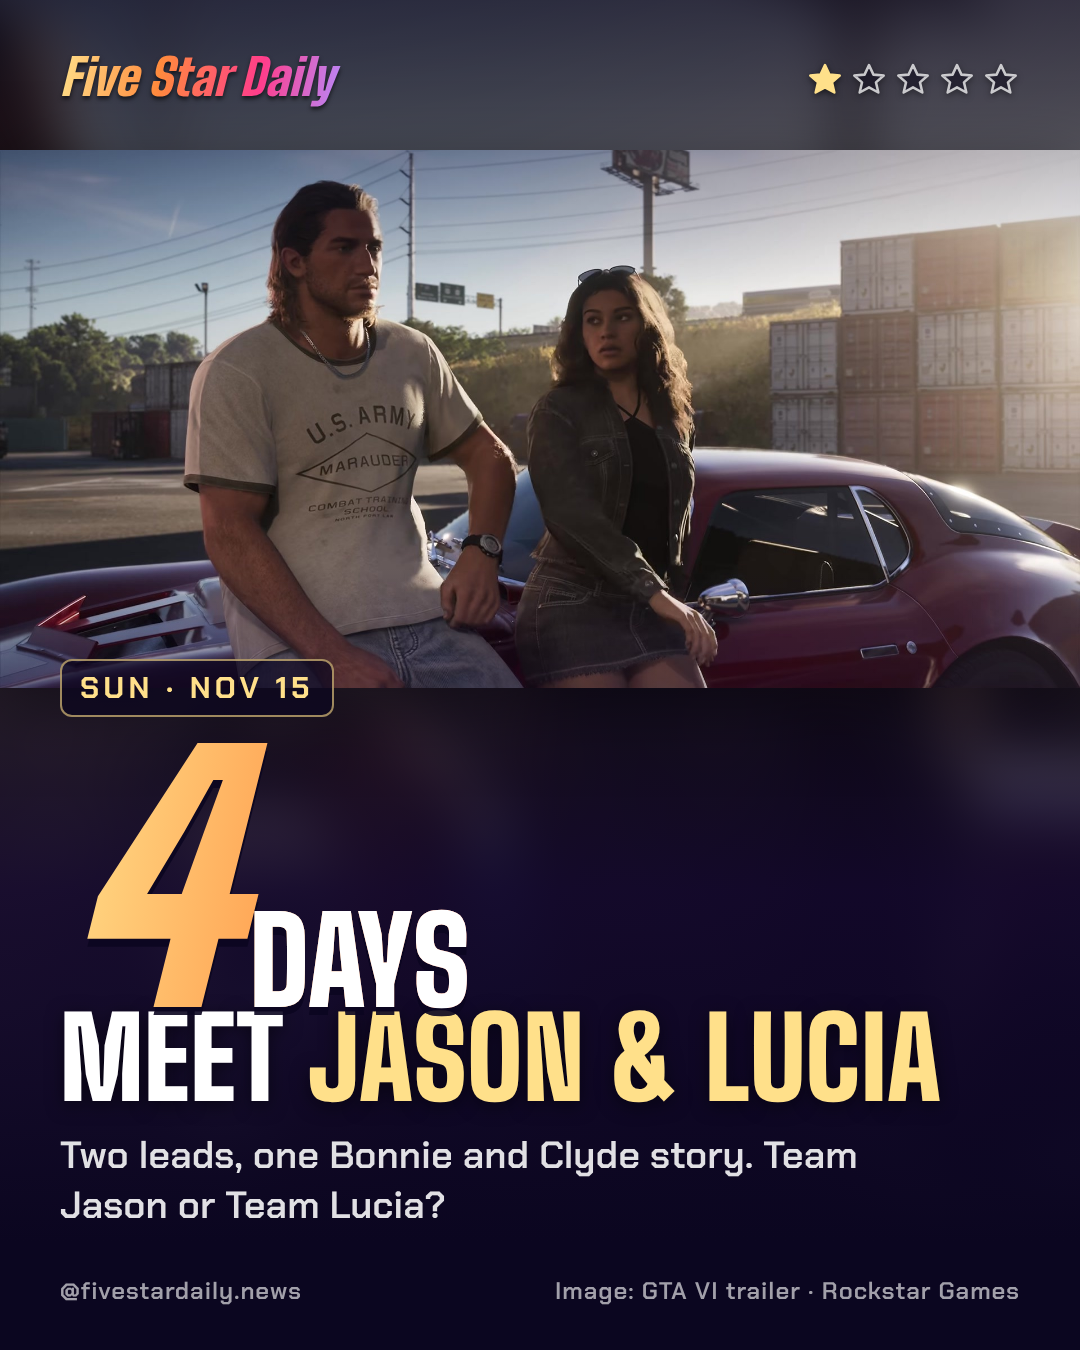 Five Star Daily
U.S. ARMY
MARAUDER
COMBAT TRAINING
SCHOOL
SUN · NOV 15
4 DAYS
MEET JASON & LUCIA
Two leads, one Bonnie and Clyde story. Team
Jason or Team Lucia?
@fivestardaily.news
Image: GTA VI trailer · Rockstar Games